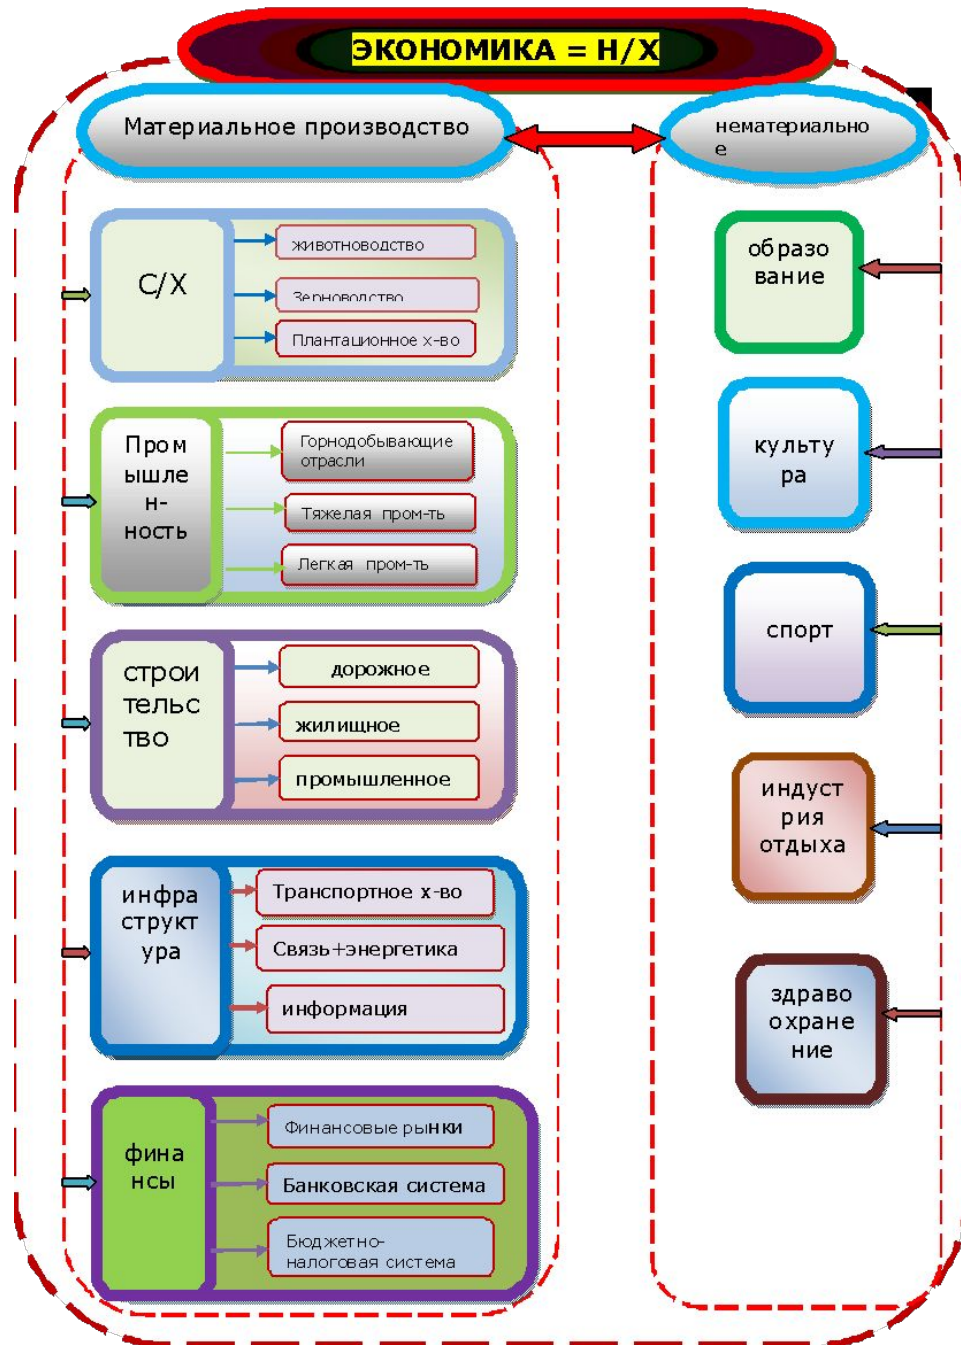 ЭКОНОМИКА = Н/Х
Материальное производство
нематериально
е
С/Х
животноводство
Зерноводство
Плантационное х-во
Пром
ышле
н-
ность
Горнодобывающие
отрасли
Тяжелая пром-ть
Легкая пром-ть
строи
тельс
тво
дорожное
жилищное
промышленное
инфра
структ
ура
Транспортное х-во
Связь+энергетика
информация
фина
нсы
Финансовые рынки
Банковская система
Бюджетно-
налоговая система
образо
вание
культу
ра
спорт
индуст
рия
отдыха
здраво
охране
ние